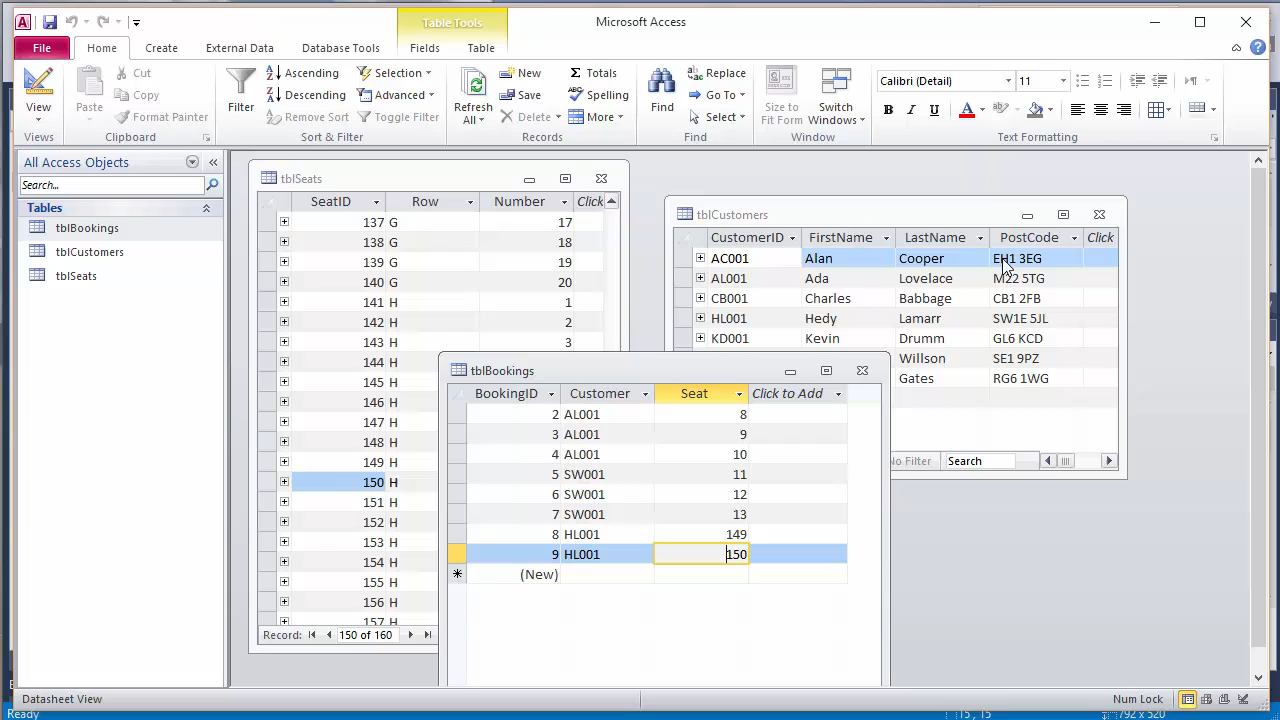 Table Tools
Microsoft Access
File Home Create External Data Database Tools Fields Table
View
Views
Paste
Cut
Copy
Format Painter
Clipboard
Filter
Ascending
Descending
Remove Sort
Selection
Advanced
Toggle Filter
Sort & Filter
Refresh
All
New
Save
Delete
Totals
Spelling
More
Records
Find
Replace
Go To
Select
Find
Size to
Fit Form
Switch
Windows
Window
Calibri (Detail) 11
B I U A
Text Formatting
All Access Objects
Search...
Tables
tblBookings
tblCustomers
tblSeats
tblSeats
SeatID Row Number Click
137 G 17
138 G 18
139 G 19
140 G 20
141 H 1
142 H 2
143 H 3
144 H
145 H
146 H
147 H
148 H
149 H
150 H
151 H
152 H
153 H
154 H
155 H
156 H
157 H
Record: 150 of 160
tblCustomers
CustomerID FirstName LastName PostCode Click
AC001 Alan Cooper EH1 3EG
AL001 Ada Lovelace M22 5TG
CB001 Charles Babbage CB1 2FB
HL001 Hedy Lamarr SW1E 5JL
KD001 Kevin Drumm GL6 KCD
Willson SE1 9PZ
Gates RG6 1WG
No Filter Search
tblBookings
BookingID Customer Seat Click to Add
2 AL001 8
3 AL001 9
4 AL001 10
5 SW001 11
6 SW001 12
7 SW001 13
8 HL001 149
9 HL001 150
(New)
Datasheet View
Num Lock
Ready
15, 15
792 x 520